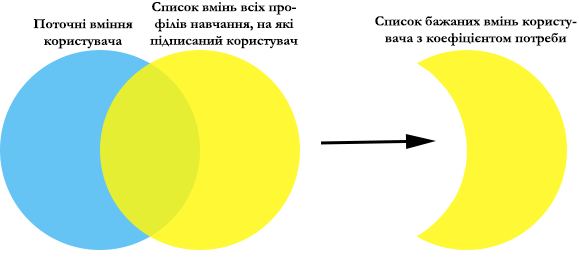 Поточні вміння
користувача
Список вмінь всіх про-
філів навчання, на які
підписаний користувач
Список бажаних вмінь користу-
вача з коефіцієнтом потреби